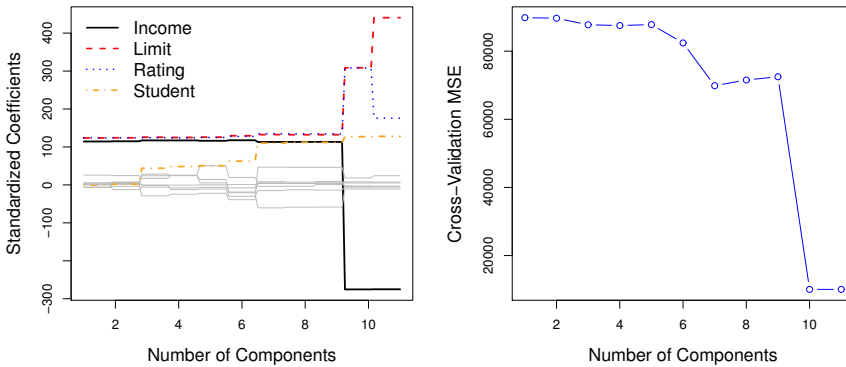 Standardized Coefficients
400
300
200
100
0
-100
-300
Income
Limit
Rating
Student
2 4 6 8 10
Number of Components
Cross-Validation MSE
80000
60000
40000
20000
2 4 6 8 10
Number of Components